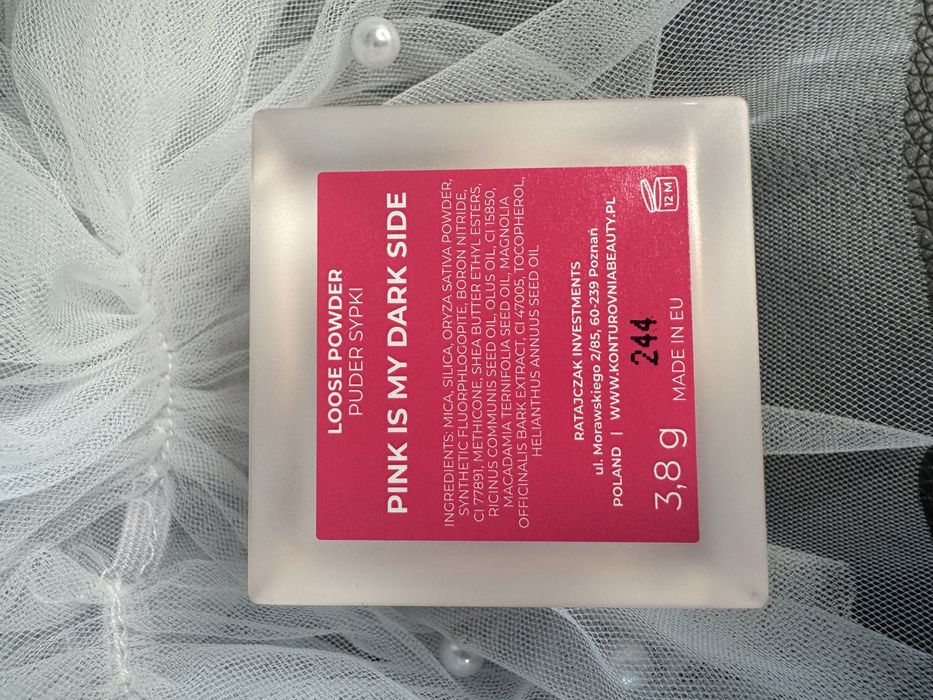 LOOSE POWDER
PUDER SYPKI
PINK IS MY DARK SIDE
INGREDIENTS: MICA, SILICA, ORYZA SATIVA POWDER,
SYNTHETIC FLUORPHLOGOPITE, BORON NITRIDE,
CI 77891, METHICONE, SHEA BUTTER ETHYL ESTERS,
RICINUS COMMUNIS SEED OIL, OLUS OIL, CI 15850,
MACADAMIA TERNIFOLIA SEED OIL, MAGNOLIA
OFFICINALIS BARK EXTRACT, CI 47005, TOCOPHEROL,
HELIANTHUS ANNUUS SEED OIL
RATAJCZAK INVESTMENTS
ul. Morawskiego 2/85, 60-239 Poznań
POLAND | WWW.KONTUROVNIABEAUTY.PL
244
3,8 g MADE IN EU
12 M